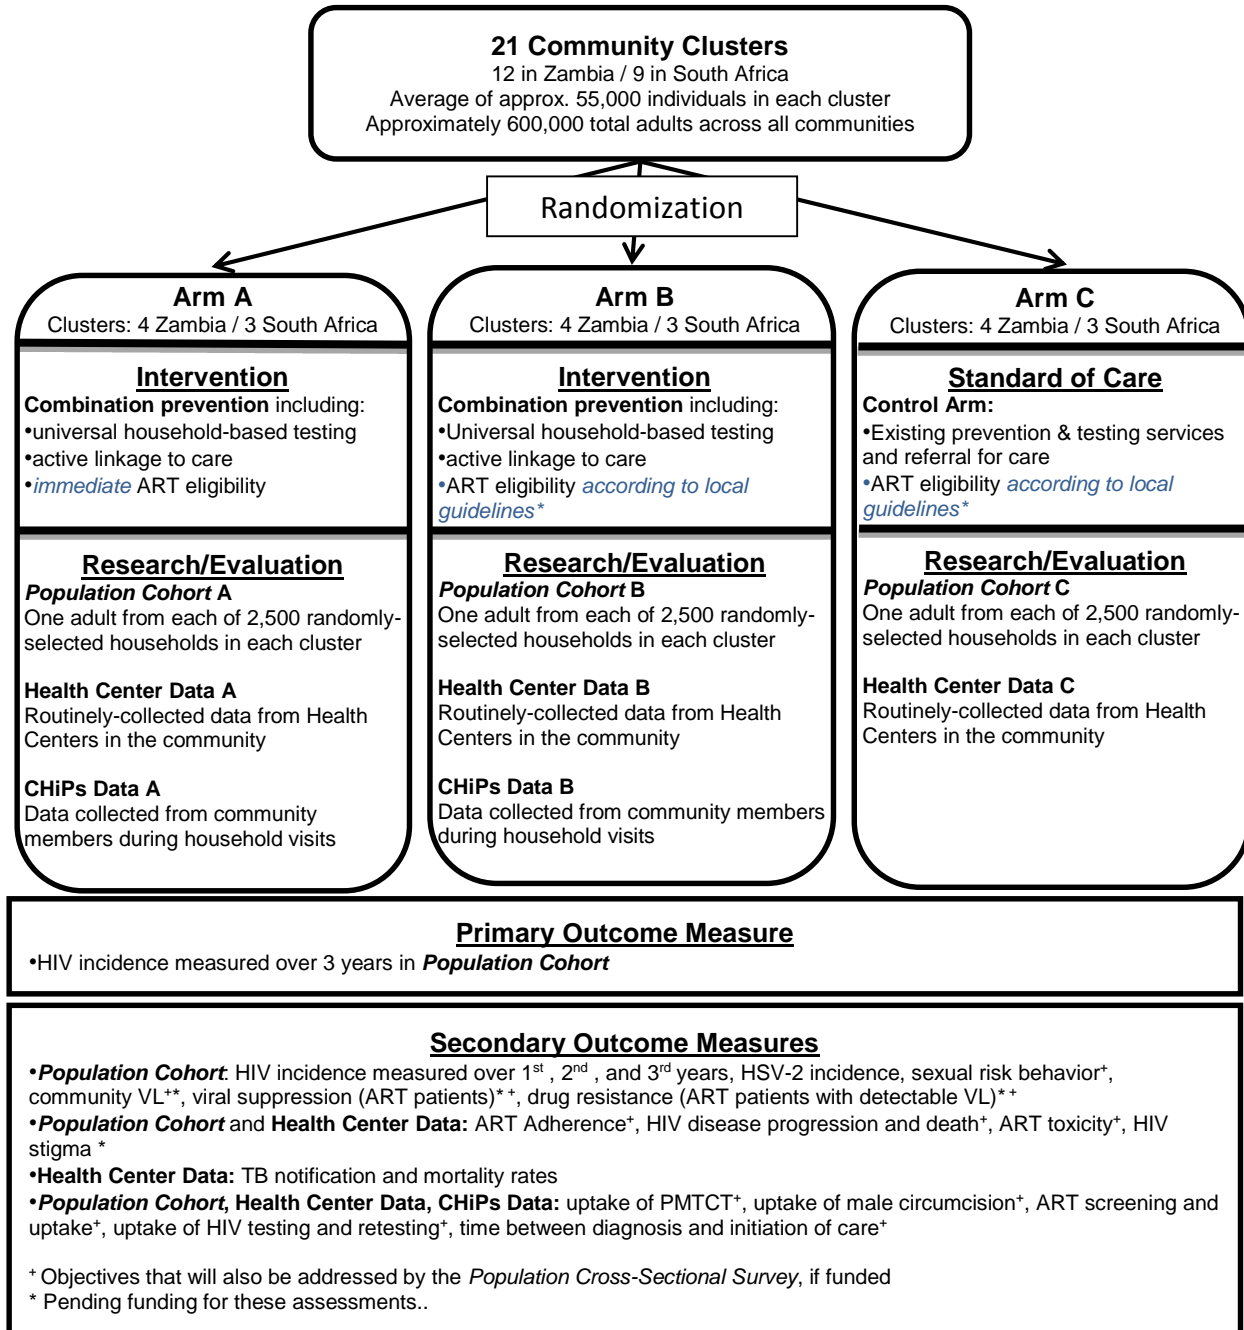 21 Community Clusters
12 in Zambia / 9 in South Africa
Average of approx. 55,000 individuals in each cluster
Approximately 600,000 total adults across all communities
Randomization
Arm A
Clusters: 4 Zambia / 3 South Africa
Intervention
Combination prevention including:
•universal household-based testing
•active linkage to care
•immediate ART eligibility
Research/Evaluation
Population Cohort A
One adult from each of 2,500 randomly-
selected households in each cluster
Health Center Data A
Routinely-collected data from Health
Centers in the community
CHiPs Data A
Data collected from community
members during household visits
Arm B
Clusters: 4 Zambia / 3 South Africa
Intervention
Combination prevention including:
•Universal household-based testing
•active linkage to care
•ART eligibility according to local
guidelines*
Research/Evaluation
Population Cohort B
One adult from each of 2,500 randomly-
selected households in each cluster
Health Center Data B
Routinely-collected data from Health
Centers in the community
CHiPs Data B
Data collected from community members
during household visits
Arm C
Clusters: 4 Zambia / 3 South Africa
Standard of Care
Control Arm:
•Existing prevention & testing services
and referral for care
•ART eligibility according to local
guidelines*
Research/Evaluation
Population Cohort C
One adult from each of 2,500 randomly-
selected households in each cluster
Health Center Data C
Routinely-collected data from Health
Centers in the community
Primary Outcome Measure
•HIV incidence measured over 3 years in Population Cohort
Secondary Outcome Measures
•Population Cohort: HIV incidence measured over 1st , 2nd , and 3rd years, HSV-2 incidence, sexual risk behavior+,
community VL+*, viral suppression (ART patients)*+, drug resistance (ART patients with detectable VL)*+
•Population Cohort and Health Center Data: ART Adherence+, HIV disease progression and death+, ART toxicity+, HIV
stigma *
•Health Center Data: TB notification and mortality rates
•Population Cohort, Health Center Data, CHiPs Data: uptake of PMTCT+, uptake of male circumcision+, ART screening and
uptake+, uptake of HIV testing and retesting+, time between diagnosis and initiation of care+
+ Objectives that will also be addressed by the Population Cross-Sectional Survey, if funded
* Pending funding for these assessments..